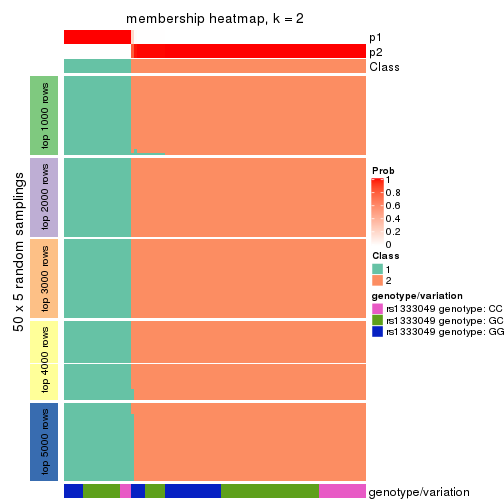 membership heatmap, k = 2
p1
p2
Class
50 x 5 random samplings
top 1000 rows
top 2000 rows
top 3000 rows
top 4000 rows
top 5000 rows
Prob
1
0.8
0.6
0.4
0.2
0
Class
1
2
genotype/variation
rs1333049 genotype: CC
rs1333049 genotype: GC
rs1333049 genotype: GG
genotype/variation